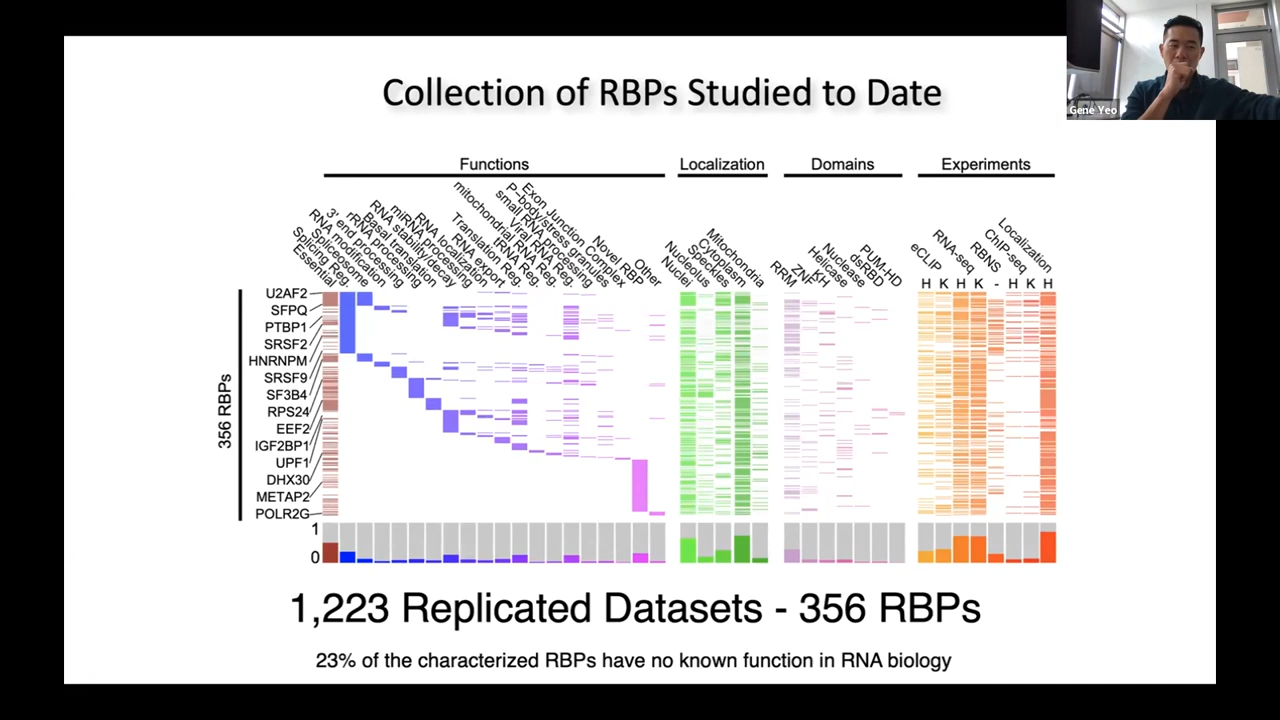 Collection of RBPs Studied to Date
Gene Yeo
Functions
Localization
Domains
Experiments
Essential
Splicing Reg.
Spliceosome
RNA modification
3' end processing
rRNA processing
Basal translation
RNA stability/decay
miRNA processing
RNA localization
RNA export
Translation Reg.
tRNA Reg.
mitochondrial RNA Reg.
Viral RNA Reg.
small RNA processing
P-body/stress granules
Exon Junction Complex
Novel RBP
Other
Nuclei
Nucleolus
Speckles
Cytoplasm
Mitochondria
RRM
ZNF
KH
Helicase
Nuclease
dsRBD
PUM-HD
eCLIP
RNA-seq
RBNS
ChIP-seq
Localization
H K H K - H K H
356 RBPs
U2AF2
SFPQ
PTBP1
SRSF2
HNRNPM
SRSF9
SF3B4
RPS24
EEF2
IGF2BP1
UPF1
DHX30
METAP2
POLR2G
1
0
1,223 Replicated Datasets - 356 RBPs
23% of the characterized RBPs have no known function in RNA biology